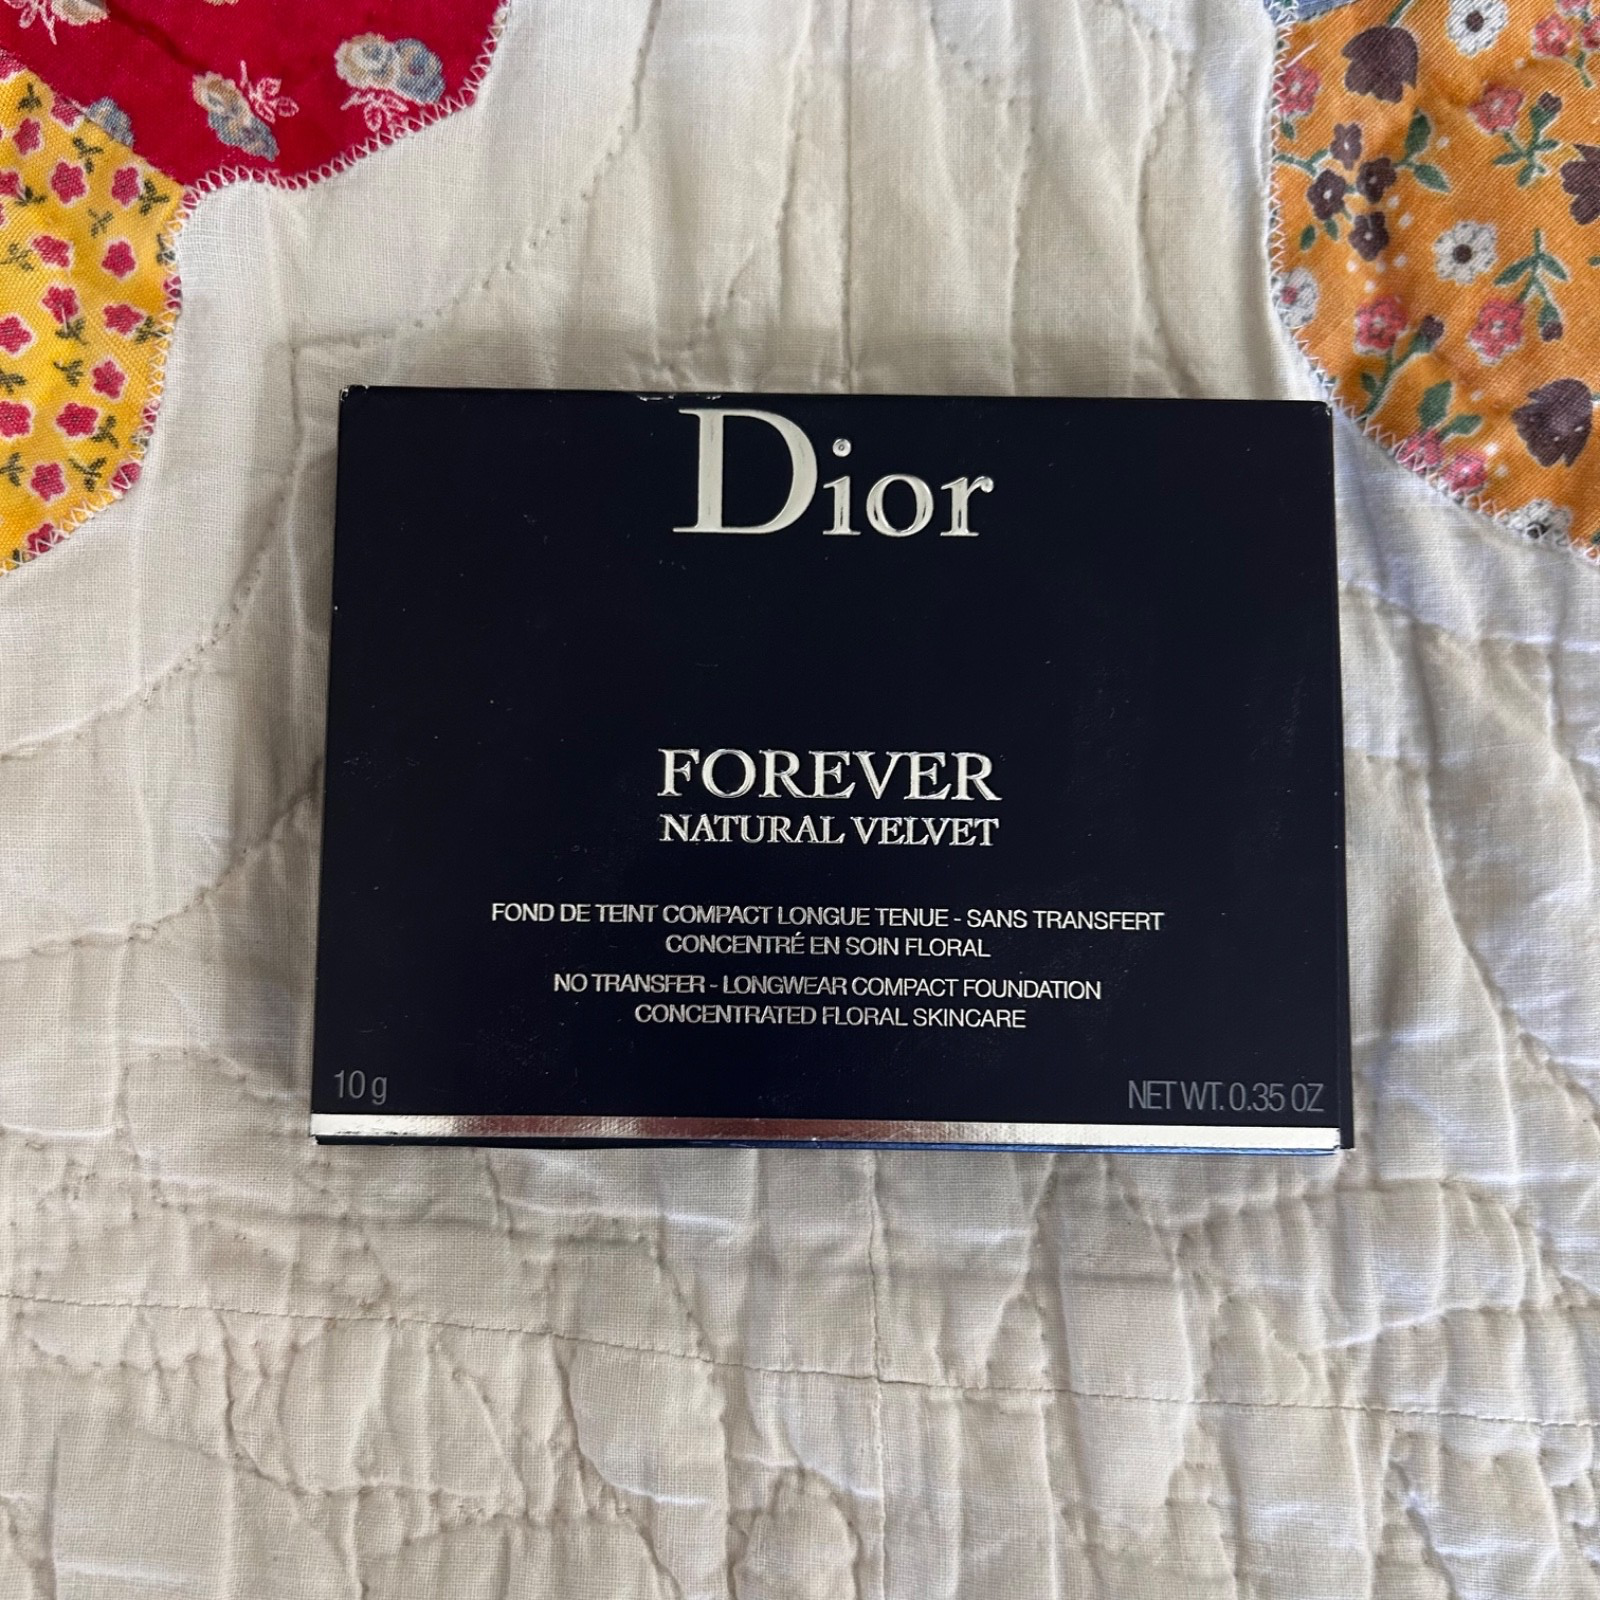 Dior
FOREVER
NATURAL VELVET
FOND DE TEINT COMPACT LONGUE TENUE - SANS TRANSFERT
CONCENTRÉ EN SOIN FLORAL
NO TRANSFER - LONGWEAR COMPACT FOUNDATION
CONCENTRATED FLORAL SKINCARE
10 g
NET WT. 0.35 OZ